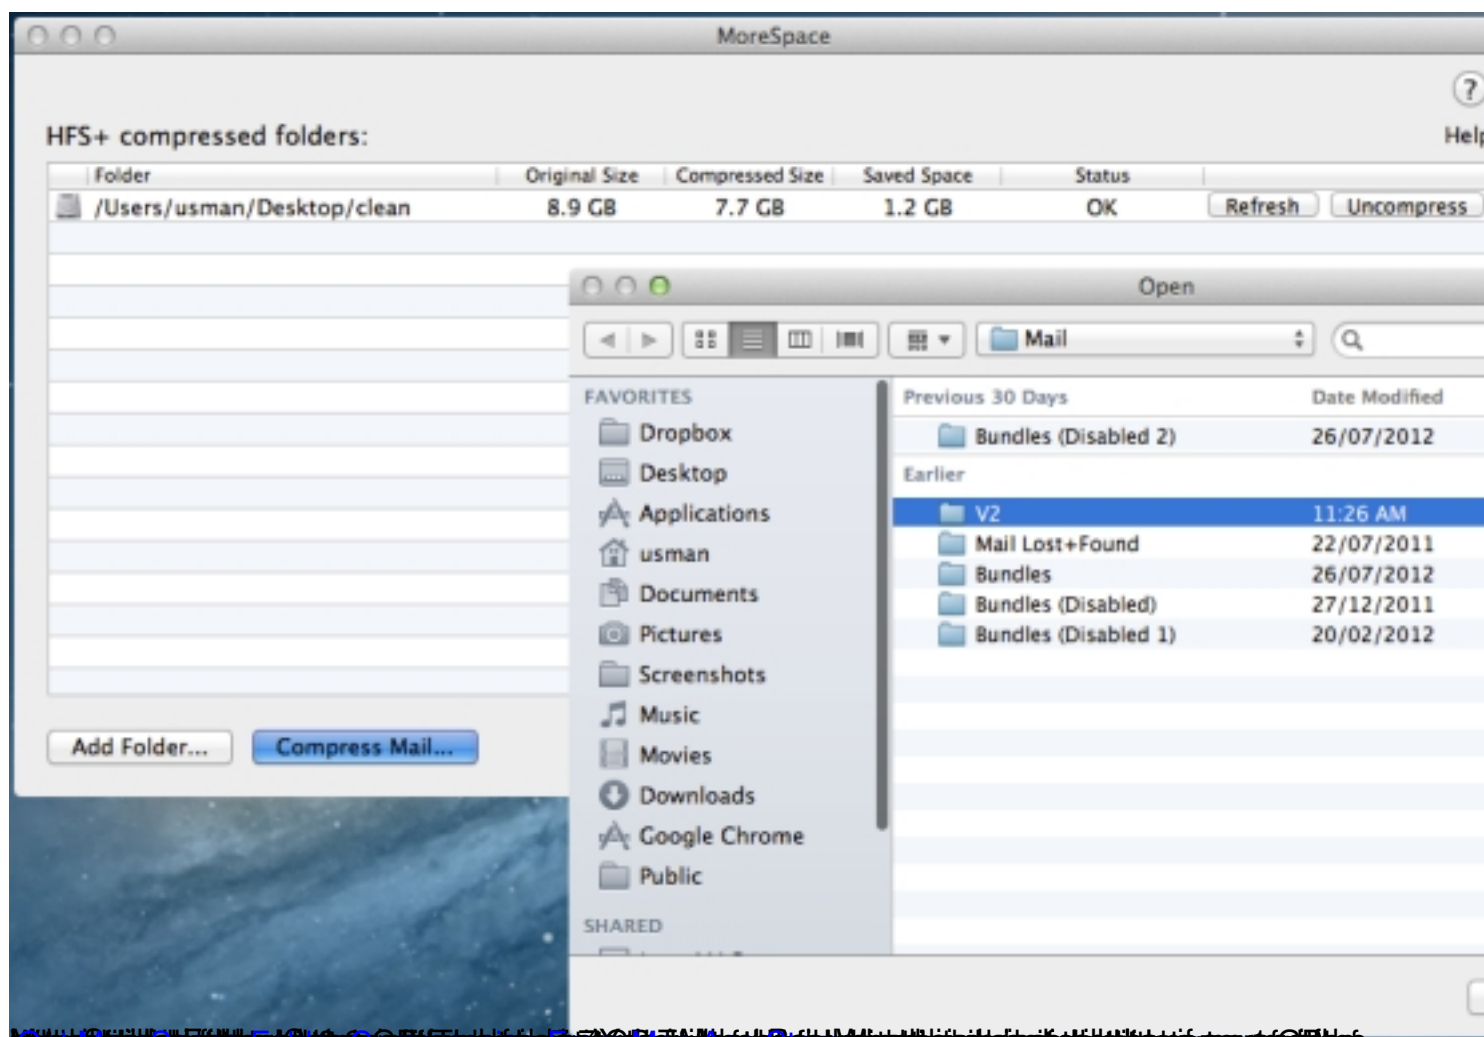 MoreSpace
?
Help
HFS+ compressed folders:
Folder Original Size Compressed Size Saved Space Status
/Users/usman/Desktop/clean 8.9 GB 7.7 GB 1.2 GB OK Refresh Uncompress
Open
Mail
FAVORITES
Dropbox
Desktop
Applications
usman
Documents
Pictures
Screenshots
Music
Movies
Downloads
Google Chrome
Public
SHARED
Previous 30 Days Date Modified
Bundles (Disabled 2) 26/07/2012
Earlier
V2 11:26 AM
Mail Lost+Found 22/07/2011
Bundles 26/07/2012
Bundles (Disabled) 27/12/2011
Bundles (Disabled 1) 20/02/2012
Add Folder... Compress Mail...